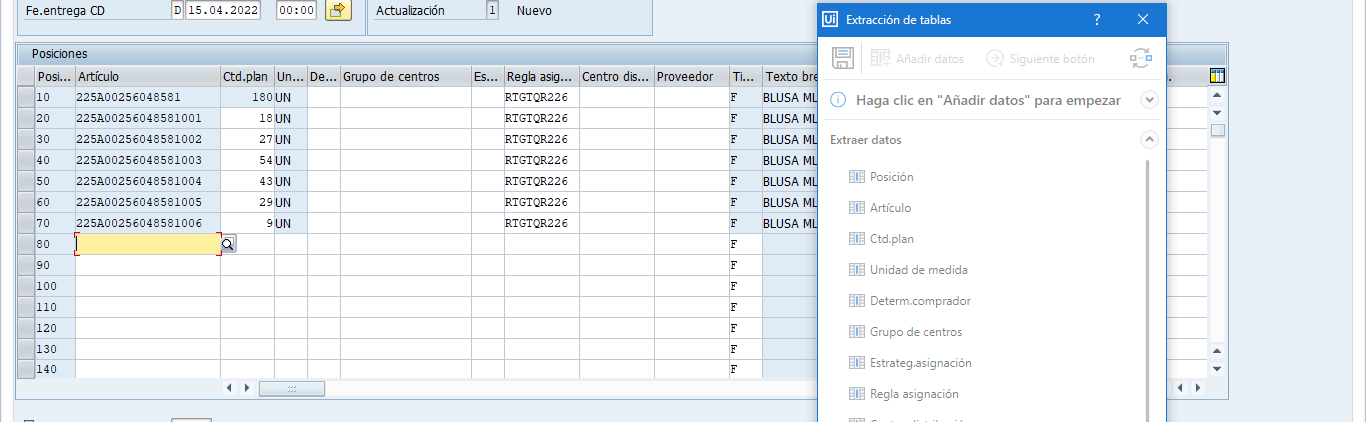 Fe.entrega CD D 15.04.2022 00:00 Actualización 1 Nuevo
Posiciones
Posi... Artículo Ctd.plan Un... De... Grupo de centros Es... Regla asig... Centro dis... Proveedor Ti... Texto bre
10 225A00256048581 180 UN RTGTQR226 F BLUSA ML
20 225A00256048581001 18 UN RTGTQR226 F BLUSA ML
30 225A00256048581002 27 UN RTGTQR226 F BLUSA ML
40 225A00256048581003 54 UN RTGTQR226 F BLUSA ML
50 225A00256048581004 43 UN RTGTQR226 F BLUSA ML
60 225A00256048581005 29 UN RTGTQR226 F BLUSA ML
70 225A00256048581006 9 UN RTGTQR226 F BLUSA ML
80 F
90 F
100 F
110 F
120 F
130 F
140 F
Ui Extracción de tablas ?
Añadir datos Siguiente botón
Haga clic en "Añadir datos" para empezar
Extraer datos
Posición
Artículo
Ctd.plan
Unidad de medida
Determ.comprador
Grupo de centros
Estrateg.asignación
Regla asignación